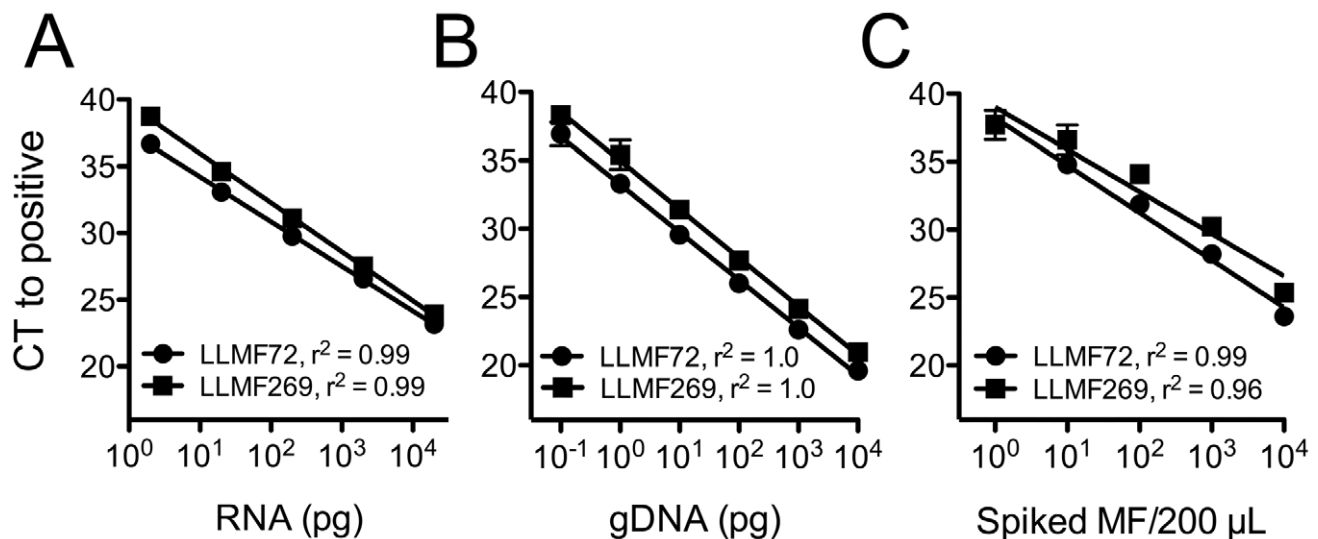 A
B
C
CT to positive
40
35
30
25
20
LLMF72, r² = 0.99
LLMF269, r² = 0.99
10⁰ 10¹ 10² 10³ 10⁴
RNA (pg)
40
35
30
25
20
LLMF72, r² = 1.0
LLMF269, r² = 1.0
10⁻¹ 10⁰ 10¹ 10² 10³ 10⁴
gDNA (pg)
40
35
30
25
20
LLMF72, r² = 0.99
LLMF269, r² = 0.96
10⁰ 10¹ 10² 10³ 10⁴
Spiked MF/200 µL